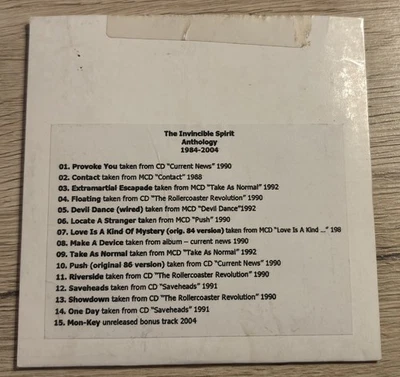 The Invincible Spirit
Anthology
1984-2004
01. Provoke You taken from CD "Current News" 1990
02. Contact taken from MCD "Contact" 1988
03. Extramartial Escapade taken from MCD "Take As Normal" 1992
04. Floating taken from CD "The Rollercoaster Revolution" 1990
05. Devil Dance (wired) taken from MCD "Devil Dance"1992
06. Locate A Stranger taken from MCD "Push" 1990
07. Love Is A Kind Of Mystery (orig. 84 version) taken from MCD "Love Is A Kind ..." 198
08. Make A Device taken from album – current news 1990
09. Take As Normal taken from MCD "Take As Normal" 1992
10. Push (original 86 version) taken from MCD "Current News" 1990
11. Riverside taken from CD "The Rollercoaster Revolution" 1990
12. Saveheads taken from CD "Saveheads" 1991
13. Showdown taken from CD "The Rollercoaster Revolution" 1990
14. One Day taken from CD "Saveheads" 1991
15. Mon-Key unreleased bonus track 2004